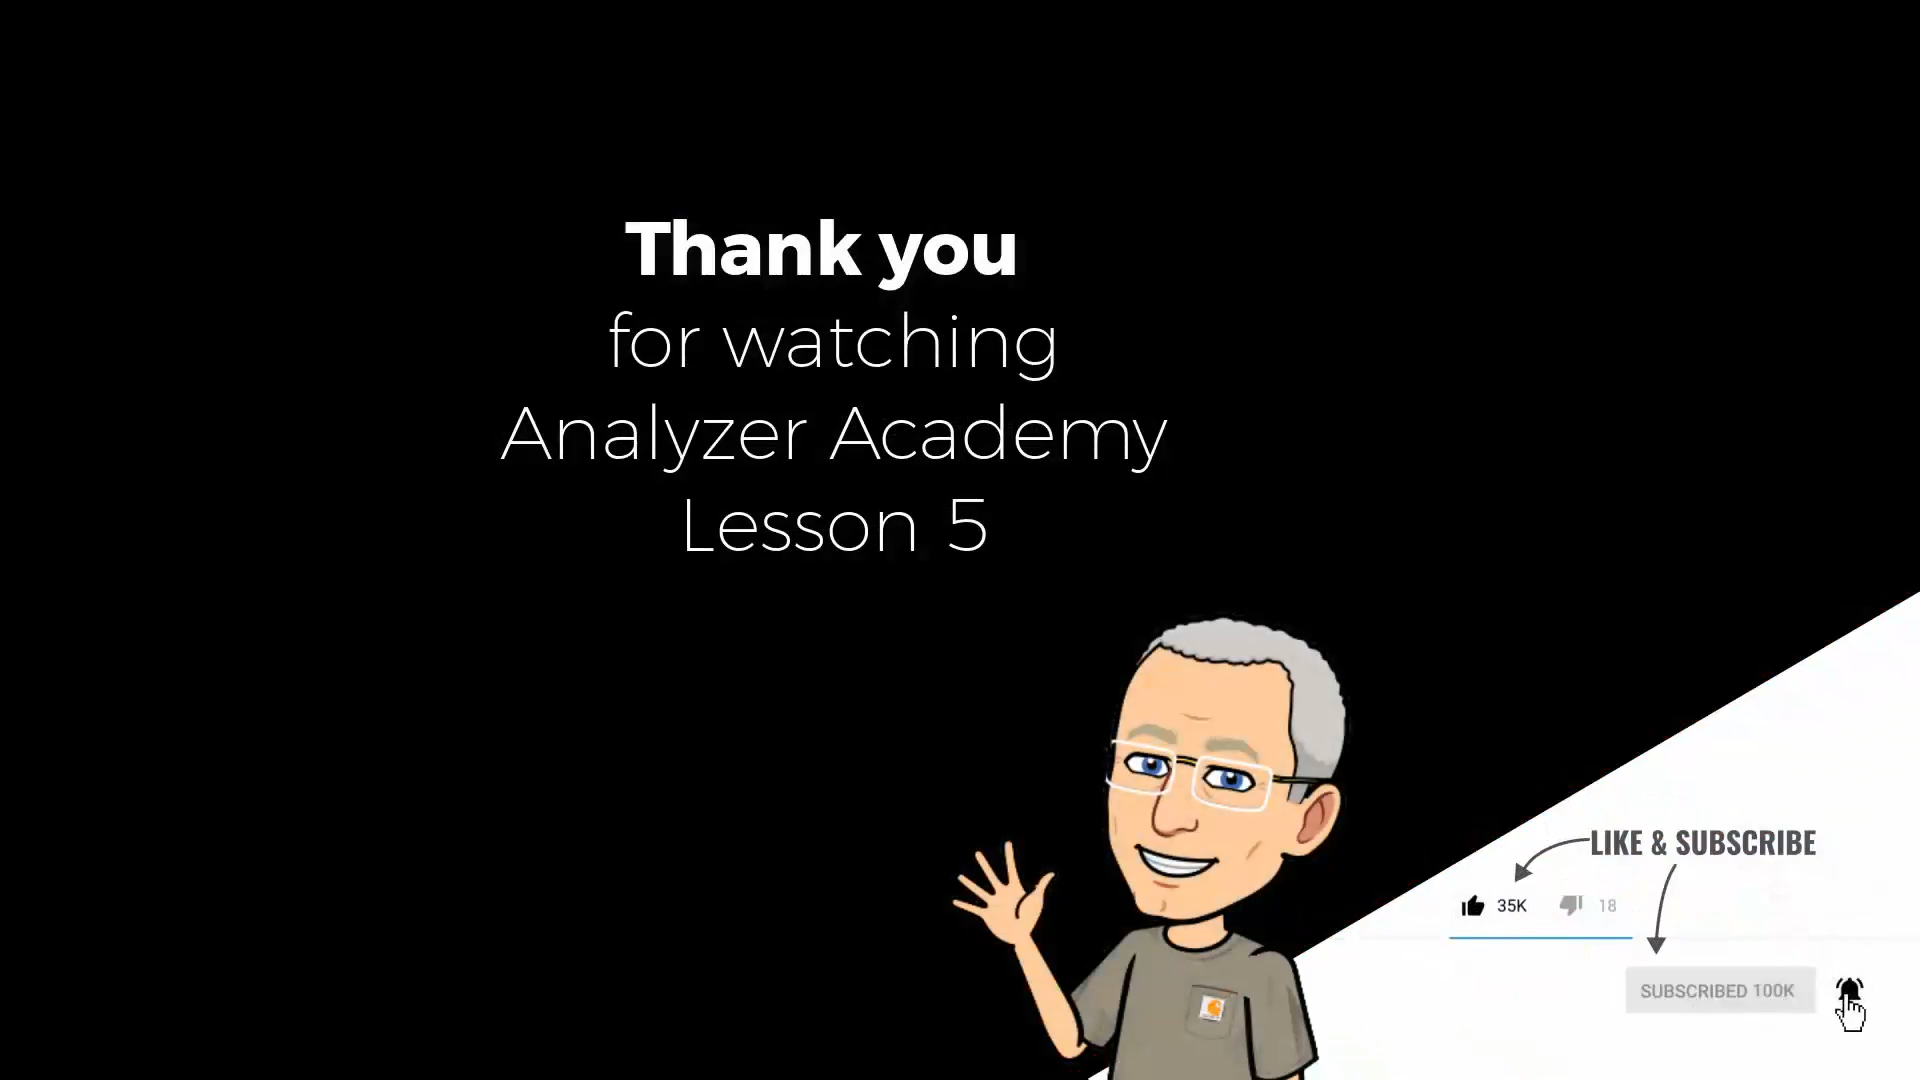 Thank you
for watching
Analyzer Academy
Lesson 5
LIKE & SUBSCRIBE
35K 18
SUBSCRIBED 100K